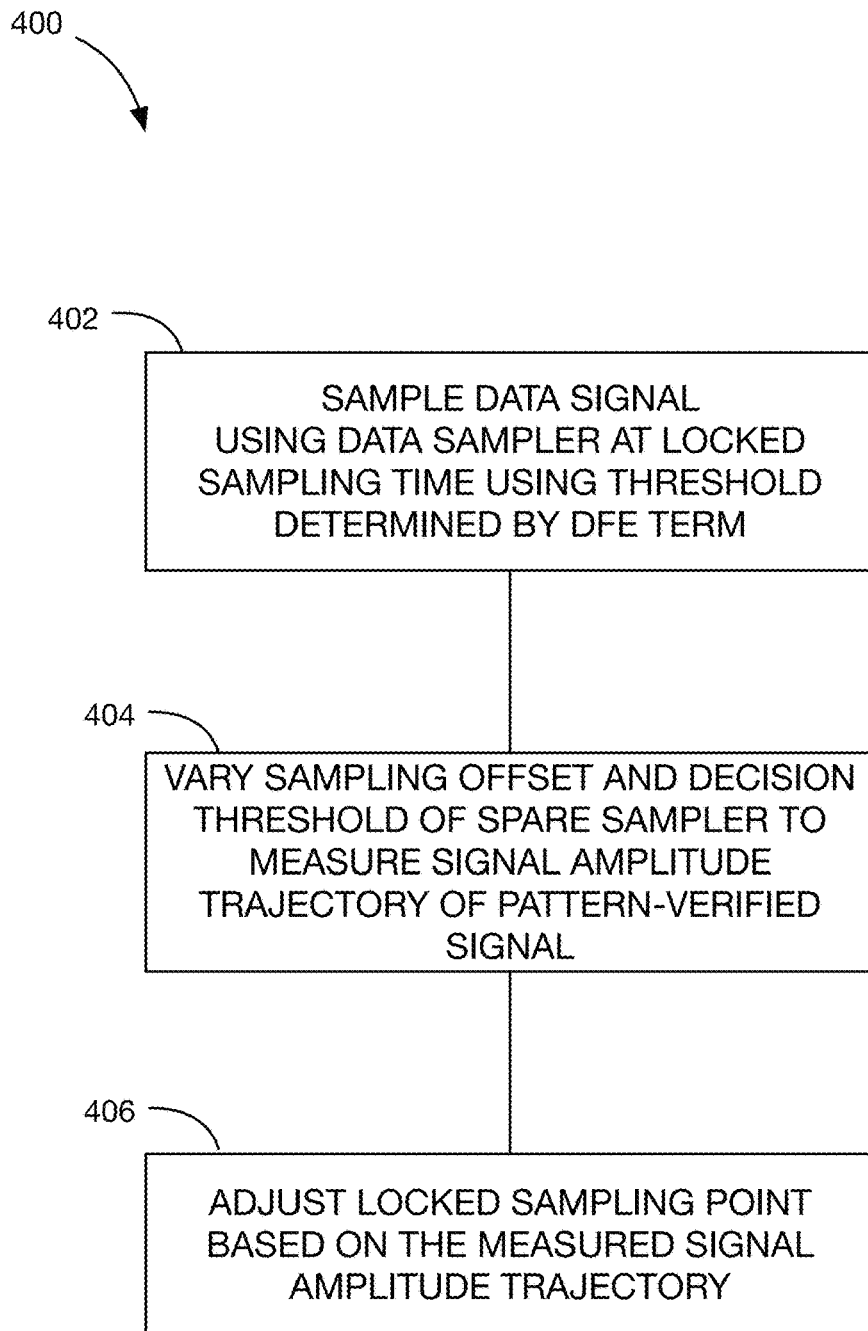 400
402
SAMPLE DATA SIGNAL
USING DATA SAMPLER AT LOCKED
SAMPLING TIME USING THRESHOLD
DETERMINED BY DFE TERM
404
VARY SAMPLING OFFSET AND DECISION
THRESHOLD OF SPARE SAMPLER TO
MEASURE SIGNAL AMPLITUDE
TRAJECTORY OF PATTERN-VERIFIED
SIGNAL
406
ADJUST LOCKED SAMPLING POINT
BASED ON THE MEASURED SIGNAL
AMPLITUDE TRAJECTORY